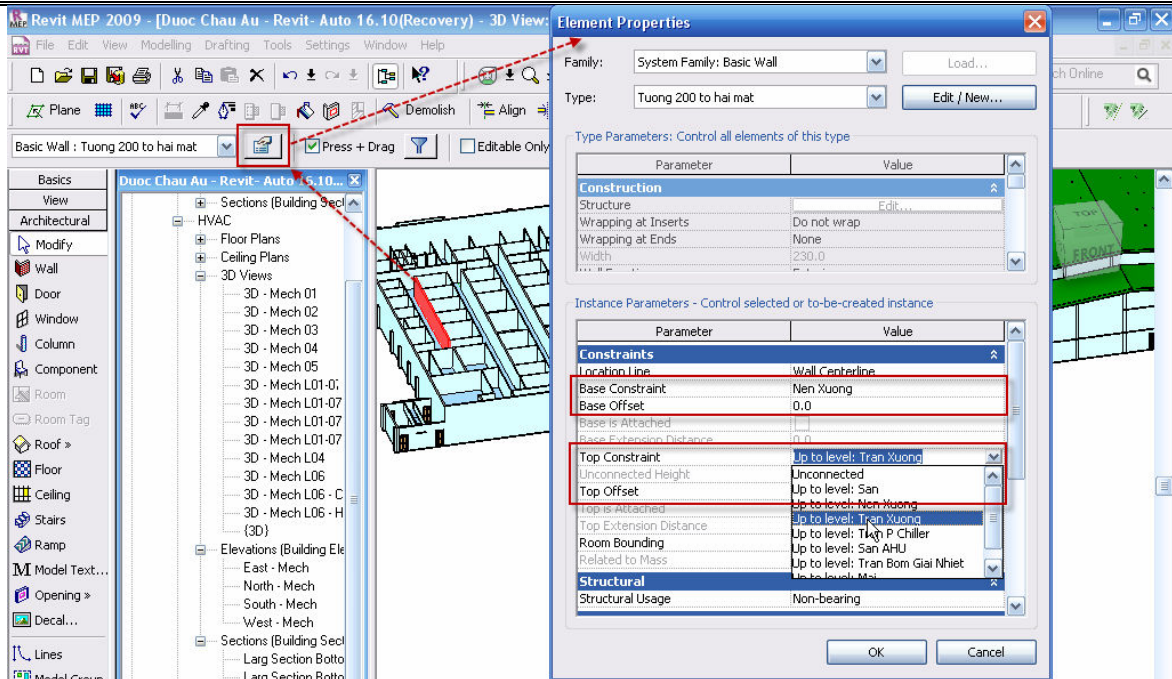 Revit MEP 2009 - [Duoc Chau Au - Revit- Auto 16.10(Recovery) - 3D View:
File Edit View Modelling Drafting Tools Settings Window Help
ch Online
Plane
Demolish
Align
Basic Wall : Tuong 200 to hai mat
Press + Drag
Editable Only
Basics
View
Architectural
Modify
Wall
Door
Window
Column
Component
Room
Room Tag
Roof »
Floor
Ceiling
Stairs
Ramp
Model Text...
Opening »
Decal...
Lines
Model Group
Duoc Chau Au - Revit- Auto 16.10...
Sections (Building Sect
HVAC
Floor Plans
Ceiling Plans
3D Views
3D - Mech 01
3D - Mech 02
3D - Mech 03
3D - Mech 04
3D - Mech 05
3D - Mech L01-07
3D - Mech L01-07
3D - Mech L01-07
3D - Mech L01-07
3D - Mech L04
3D - Mech L06
3D - Mech L06 - C
3D - Mech L06 - H
{3D}
Elevations (Building Ele
East - Mech
North - Mech
South - Mech
West - Mech
Sections (Building Sect
Larg Section Botto
Larg Section Botto
TOP
FRONT
Element Properties
Family: System Family: Basic Wall Load...
Type: Tuong 200 to hai mat Edit / New...
Type Parameters: Control all elements of this type
Parameter Value
Construction
Structure Edit...
Wrapping at Inserts Do not wrap
Wrapping at Ends None
Width 230.0
Instance Parameters - Control selected or to-be-created instance
Parameter Value
Constraints
Location Line Wall Centerline
Base Constraint Nen Xuong
Base Offset 0.0
Base is Attached
Base Extension Distance 0.0
Top Constraint Up to level: Tran Xuong
Unconnected Height Unconnected
Top Offset Up to level: San
Top is Attached Up to level: Nen Xuong
Top Extension Distance Up to level: Tran Xuong
Room Bounding Up to level: Tran P Chiller
Related to Mass Up to level: San AHU
Up to level: Tran Bom Giai Nhiet
Up to level: Mai
Structural
Structural Usage Non-bearing
OK Cancel